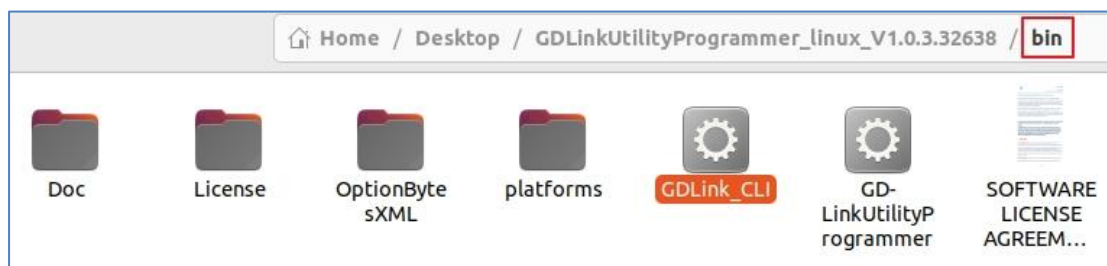 Home / Desktop / GDLinkUtilityProgrammer_linux_V1.0.3.32638 / bin
Doc
License
OptionByte
sXML
platforms
GDLink_CLI
GD-
LinkUtilityP
rogrammer
SOFTWARE
LICENSE
AGREEM...